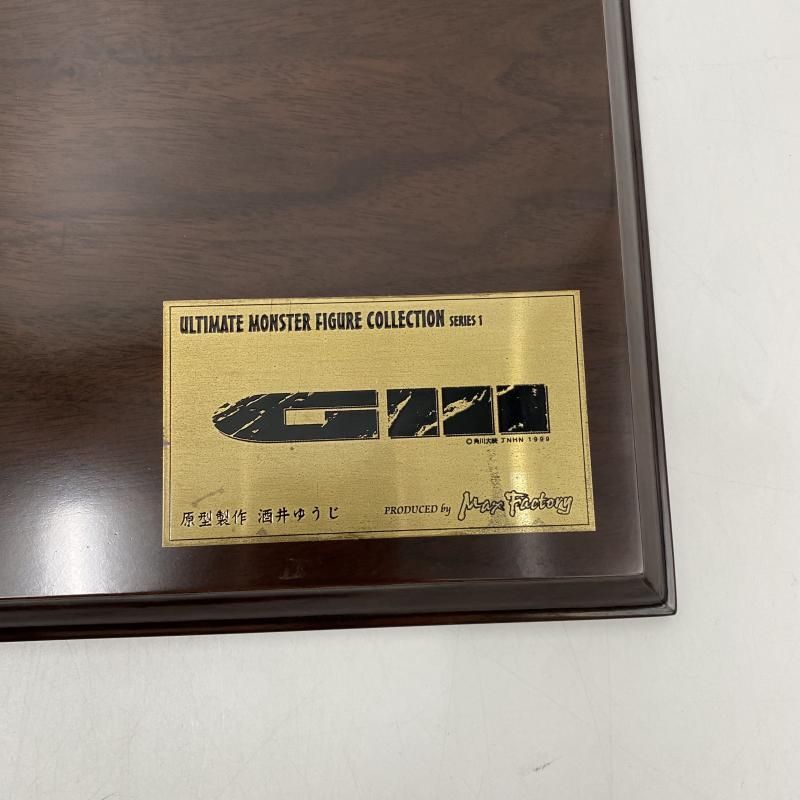 ULTIMATE MONSTER FIGURE COLLECTION SERIES 1
GIII
©角川大映 TNHN 1999
原型製作 酒井ゆうじ
PRODUCED by Max Factory